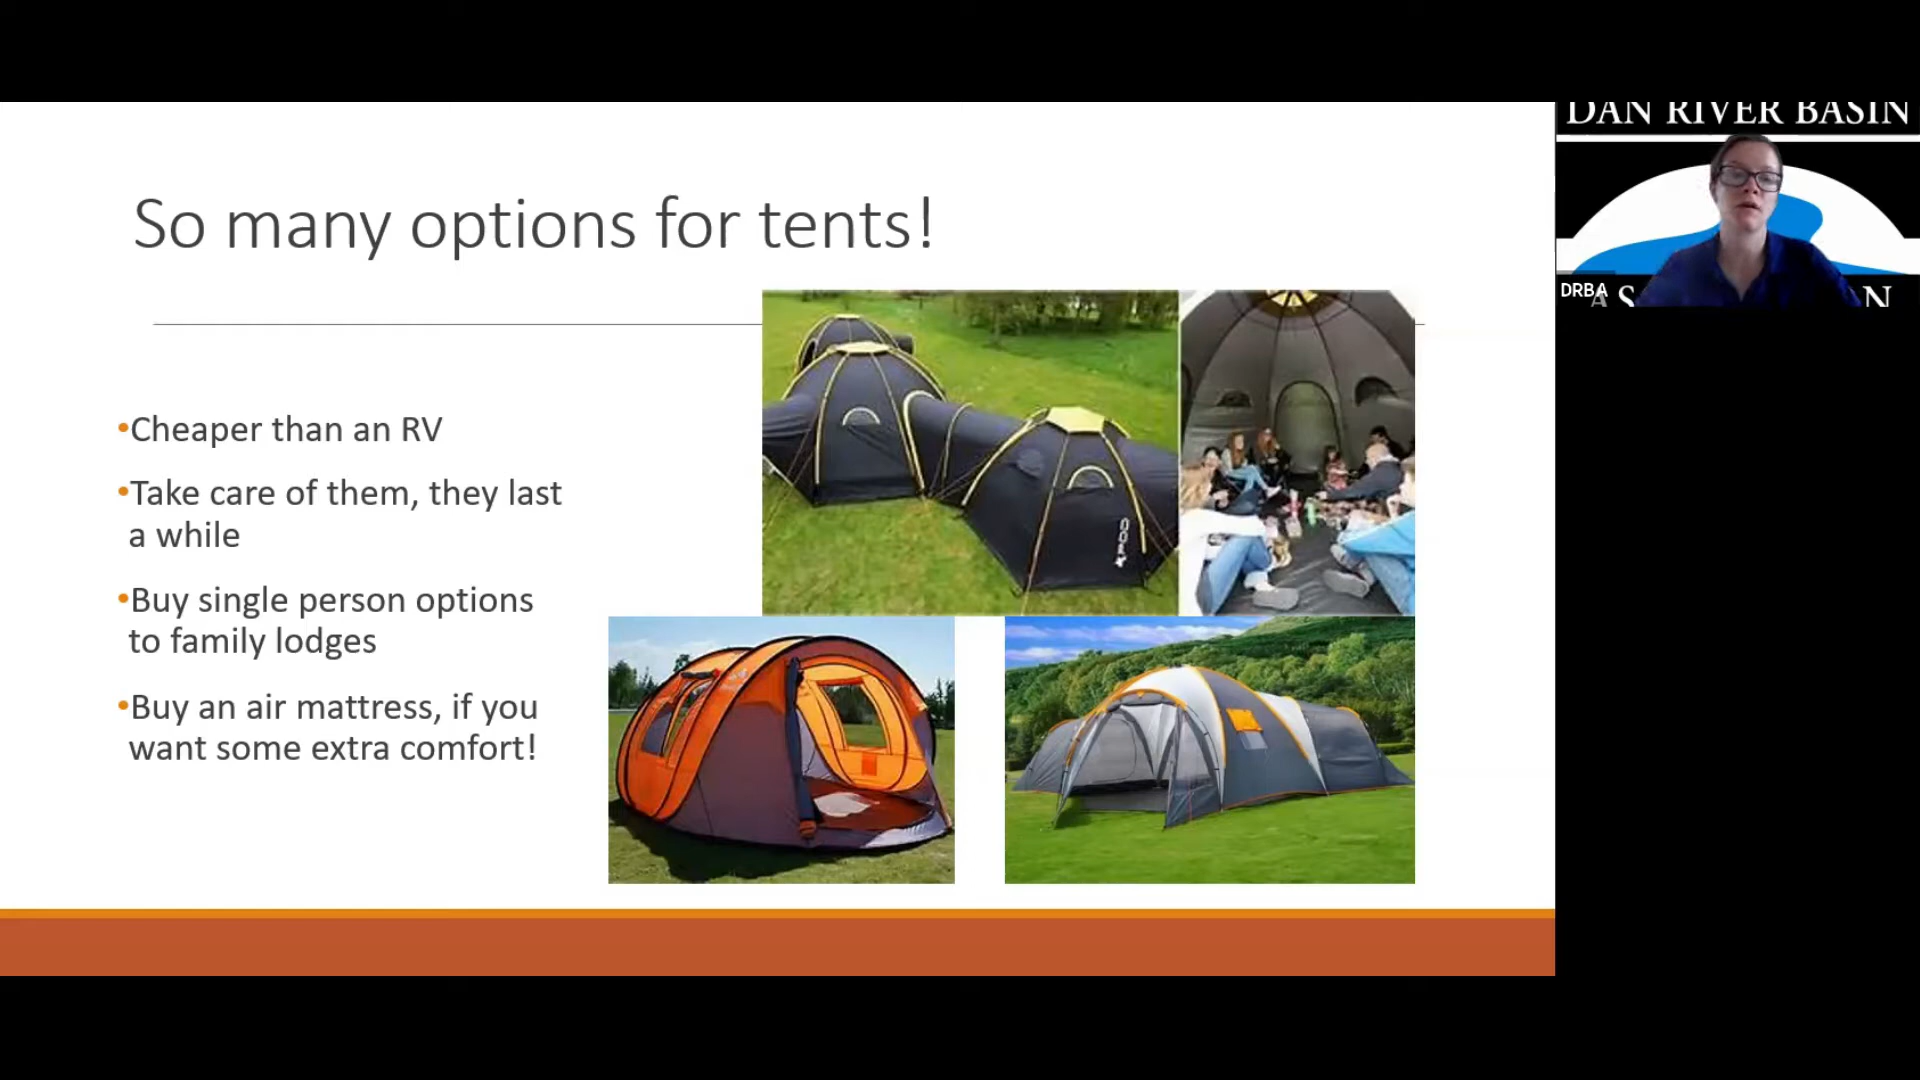 DAN RIVER BASIN
So many options for tents!
DRBA
•Cheaper than an RV
•Take care of them, they last
a while
•Buy single person options
to family lodges
•Buy an air mattress, if you
want some extra comfort!